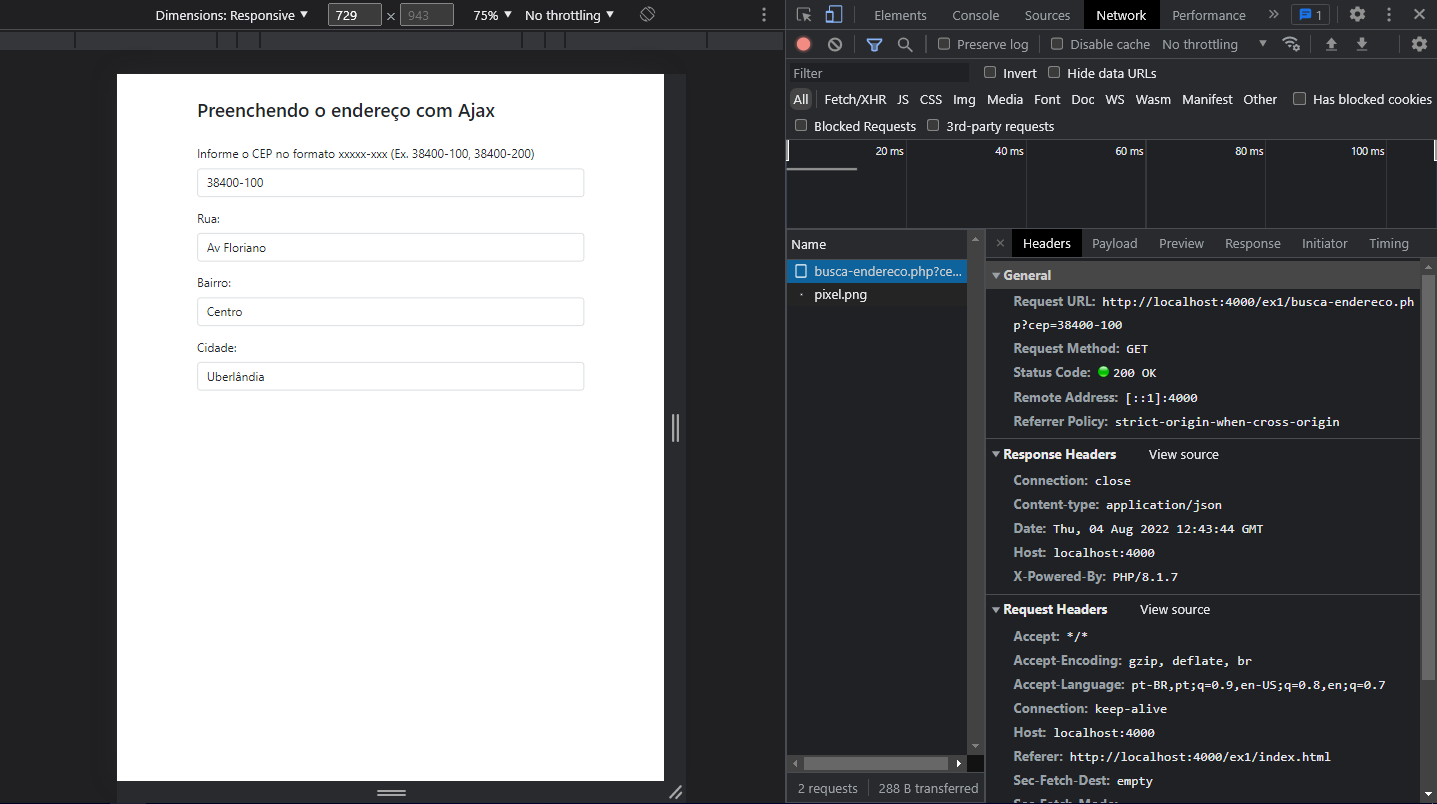 Dimensions: Responsive ▼ 729 × 943 75% ▼ No throttling ▼
Preenchendo o endereço com Ajax
Informe o CEP no formato xxxxx-xxx (Ex. 38400-100, 38400-200)
38400-100
Rua:
Av Floriano
Bairro:
Centro
Cidade:
Uberlândia
Elements Console Sources Network Performance » 1
Preserve log Disable cache No throttling ▼
Filter Invert Hide data URLs
All Fetch/XHR JS CSS Img Media Font Doc WS Wasm Manifest Other Has blocked cookies
Blocked Requests 3rd-party requests
20 ms 40 ms 60 ms 80 ms 100 ms
Name
busca-endereco.php?ce...
pixel.png
2 requests 288 B transferred
× Headers Payload Preview Response Initiator Timing
General
Request URL: http://localhost:4000/ex1/busca-endereco.ph
p?cep=38400-100
Request Method: GET
Status Code: 200 OK
Remote Address: [::1]:4000
Referrer Policy: strict-origin-when-cross-origin
Response Headers View source
Connection: close
Content-type: application/json
Date: Thu, 04 Aug 2022 12:43:44 GMT
Host: localhost:4000
X-Powered-By: PHP/8.1.7
Request Headers View source
Accept: */*
Accept-Encoding: gzip, deflate, br
Accept-Language: pt-BR,pt;q=0.9,en-US;q=0.8,en;q=0.7
Connection: keep-alive
Host: localhost:4000
Referer: http://localhost:4000/ex1/index.html
Sec-Fetch-Dest: empty